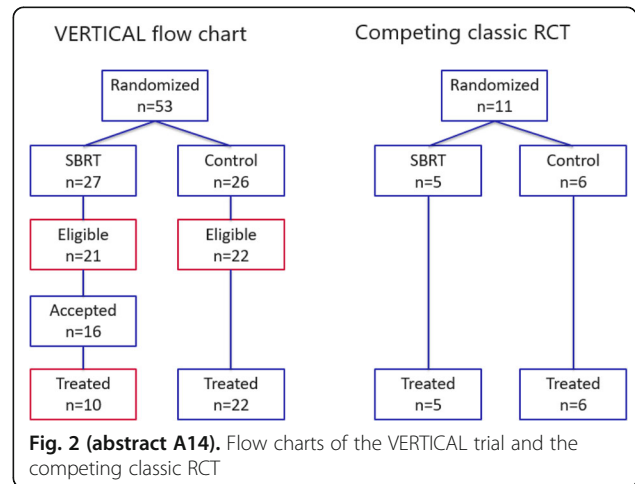 VERTICAL flow chart
Randomized
n=53
SBRT
n=27
Control
n=26
Eligible
n=21
Eligible
n=22
Accepted
n=16
Treated
n=10
Treated
n=22
Competing classic RCT
Randomized
n=11
SBRT
n=5
Control
n=6
Treated
n=5
Treated
n=6
Fig. 2 (abstract A14). Flow charts of the VERTICAL trial and the
competing classic RCT